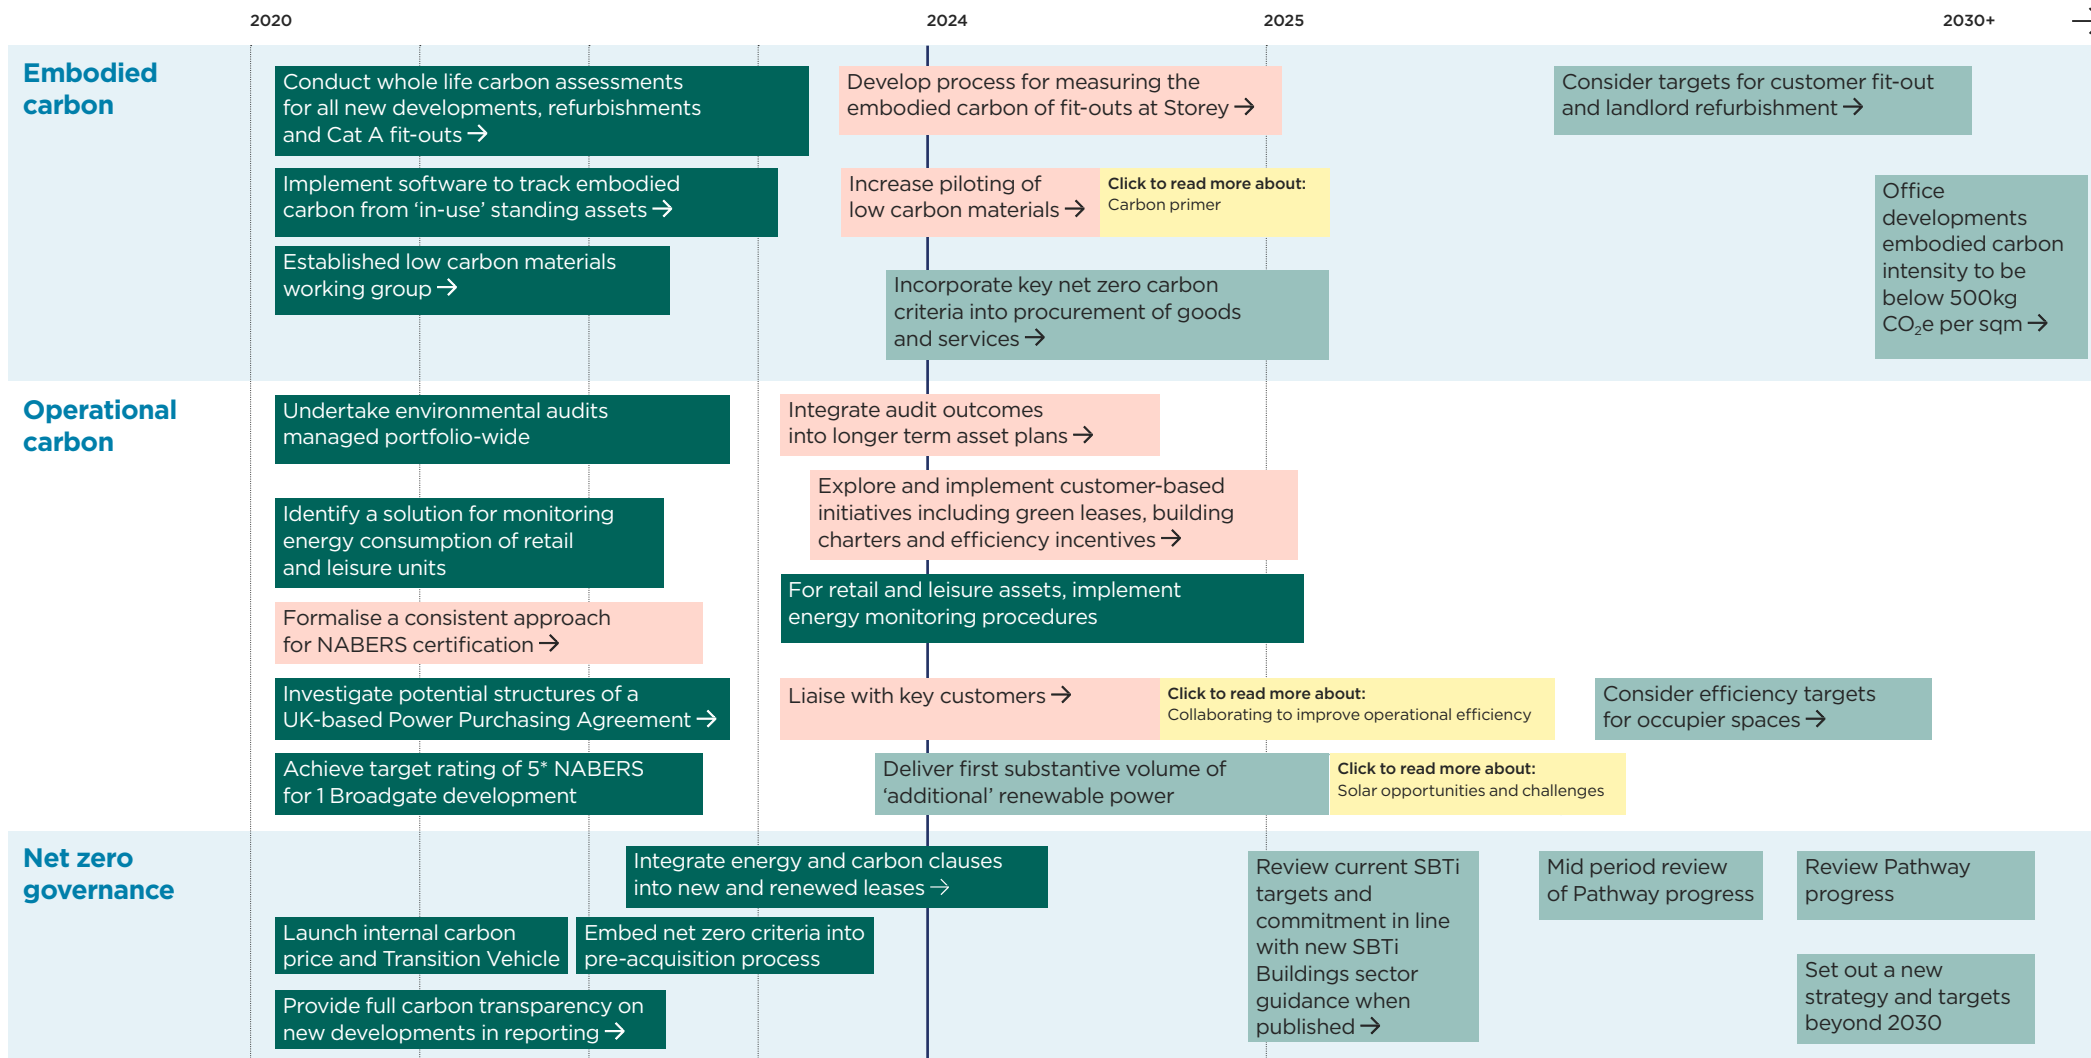 2020
2024
2025
2030+
Embodied
carbon
Conduct whole life carbon assessments
for all new developments, refurbishments
and Cat A fit-outs →
Develop process for measuring the
embodied carbon of fit-outs at Storey →
Consider targets for customer fit-out
and landlord refurbishment →
Implement software to track embodied
carbon from ‘in-use’ standing assets →
Increase piloting of
low carbon materials →
Click to read more about:
Carbon primer
Office
developments
embodied carbon
intensity to be
below 500kg
CO₂e per sqm →
Established low carbon materials
working group →
Incorporate key net zero carbon
criteria into procurement of goods
and services →
Operational
carbon
Undertake environmental audits
managed portfolio-wide
Integrate audit outcomes
into longer term asset plans →
Identify a solution for monitoring
energy consumption of retail
and leisure units
Explore and implement customer-based
initiatives including green leases, building
charters and efficiency incentives →
For retail and leisure assets, implement
energy monitoring procedures
Formalise a consistent approach
for NABERS certification →
Investigate potential structures of a
UK-based Power Purchasing Agreement →
Liaise with key customers →
Click to read more about:
Collaborating to improve operational efficiency
Consider efficiency targets
for occupier spaces →
Achieve target rating of 5* NABERS
for 1 Broadgate development
Deliver first substantive volume of
‘additional’ renewable power
Click to read more about:
Solar opportunities and challenges
Net zero
governance
Integrate energy and carbon clauses
into new and renewed leases →
Launch internal carbon
price and Transition Vehicle
Embed net zero criteria into
pre-acquisition process
Provide full carbon transparency on
new developments in reporting →
Review current SBTi
targets and
commitment in line
with new SBTi
Buildings sector
guidance when
published →
Mid period review
of Pathway progress
Review Pathway
progress
Set out a new
strategy and targets
beyond 2030